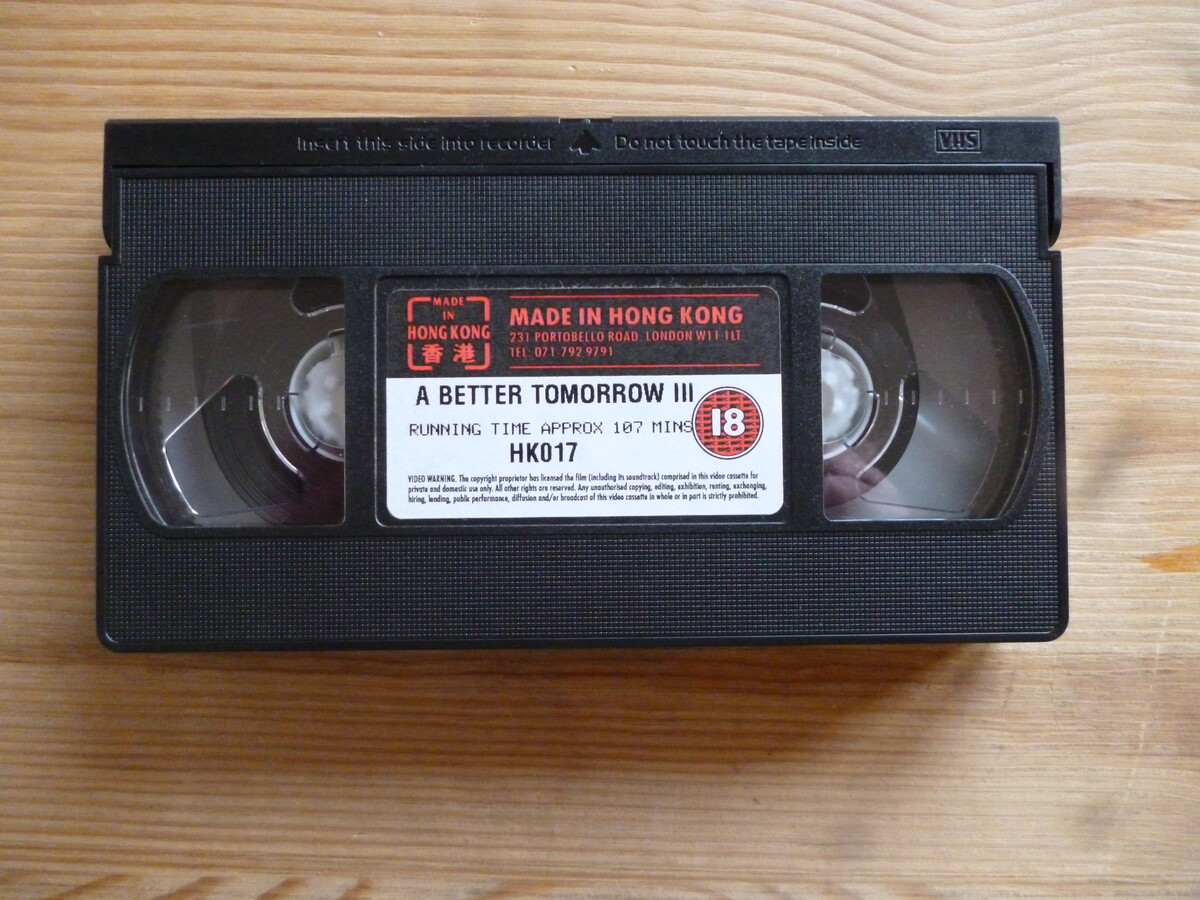 Insert this side into recorder Do not touch the tape inside VHS
MADE
IN
HONG KONG
香港
MADE IN HONG KONG
231 PORTOBELLO ROAD. LONDON W11 1LT.
TEL: 071 792 9791
A BETTER TOMORROW III
RUNNING TIME APPROX 107 MINS
18
HK017
VIDEO WARNING. The copyright proprietor has licensed the film (including its soundtrack) comprised in this video cassette for
private and domestic use only. All other rights are reserved. Any unauthorised copying, editing, exhibition, renting, exchanging,
hiring, lending, public performance, diffusion and/or broadcast of this video cassette in whole or in part is strictly prohibited.